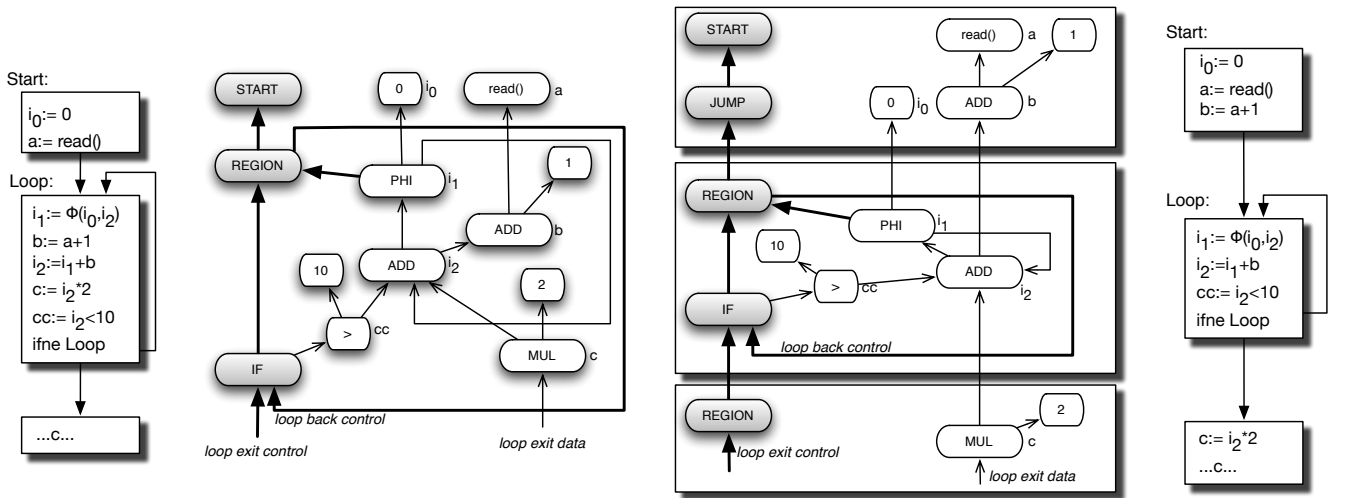 Start:
i0:= 0
a:= read()
Loop:
i1:= Φ(i0,i2)
b:= a+1
i2:=i1+b
c:= i2*2
cc:= i2<10
ifne Loop
...c...
START
0
i0
read()
a
REGION
PHI
i1
1
ADD
b
10
ADD
i2
2
>
cc
MUL
c
IF
loop back control
loop exit control
loop exit data
START
read()
a
1
JUMP
0
i0
ADD
b
REGION
PHI
i1
10
>
cc
ADD
i2
IF
loop back control
REGION
2
MUL
c
loop exit control
loop exit data
Start:
i0:= 0
a:= read()
b:= a+1
Loop:
i1:= Φ(i0,i2)
i2:=i1+b
cc:= i2<10
ifne Loop
c:= i2*2
...c...